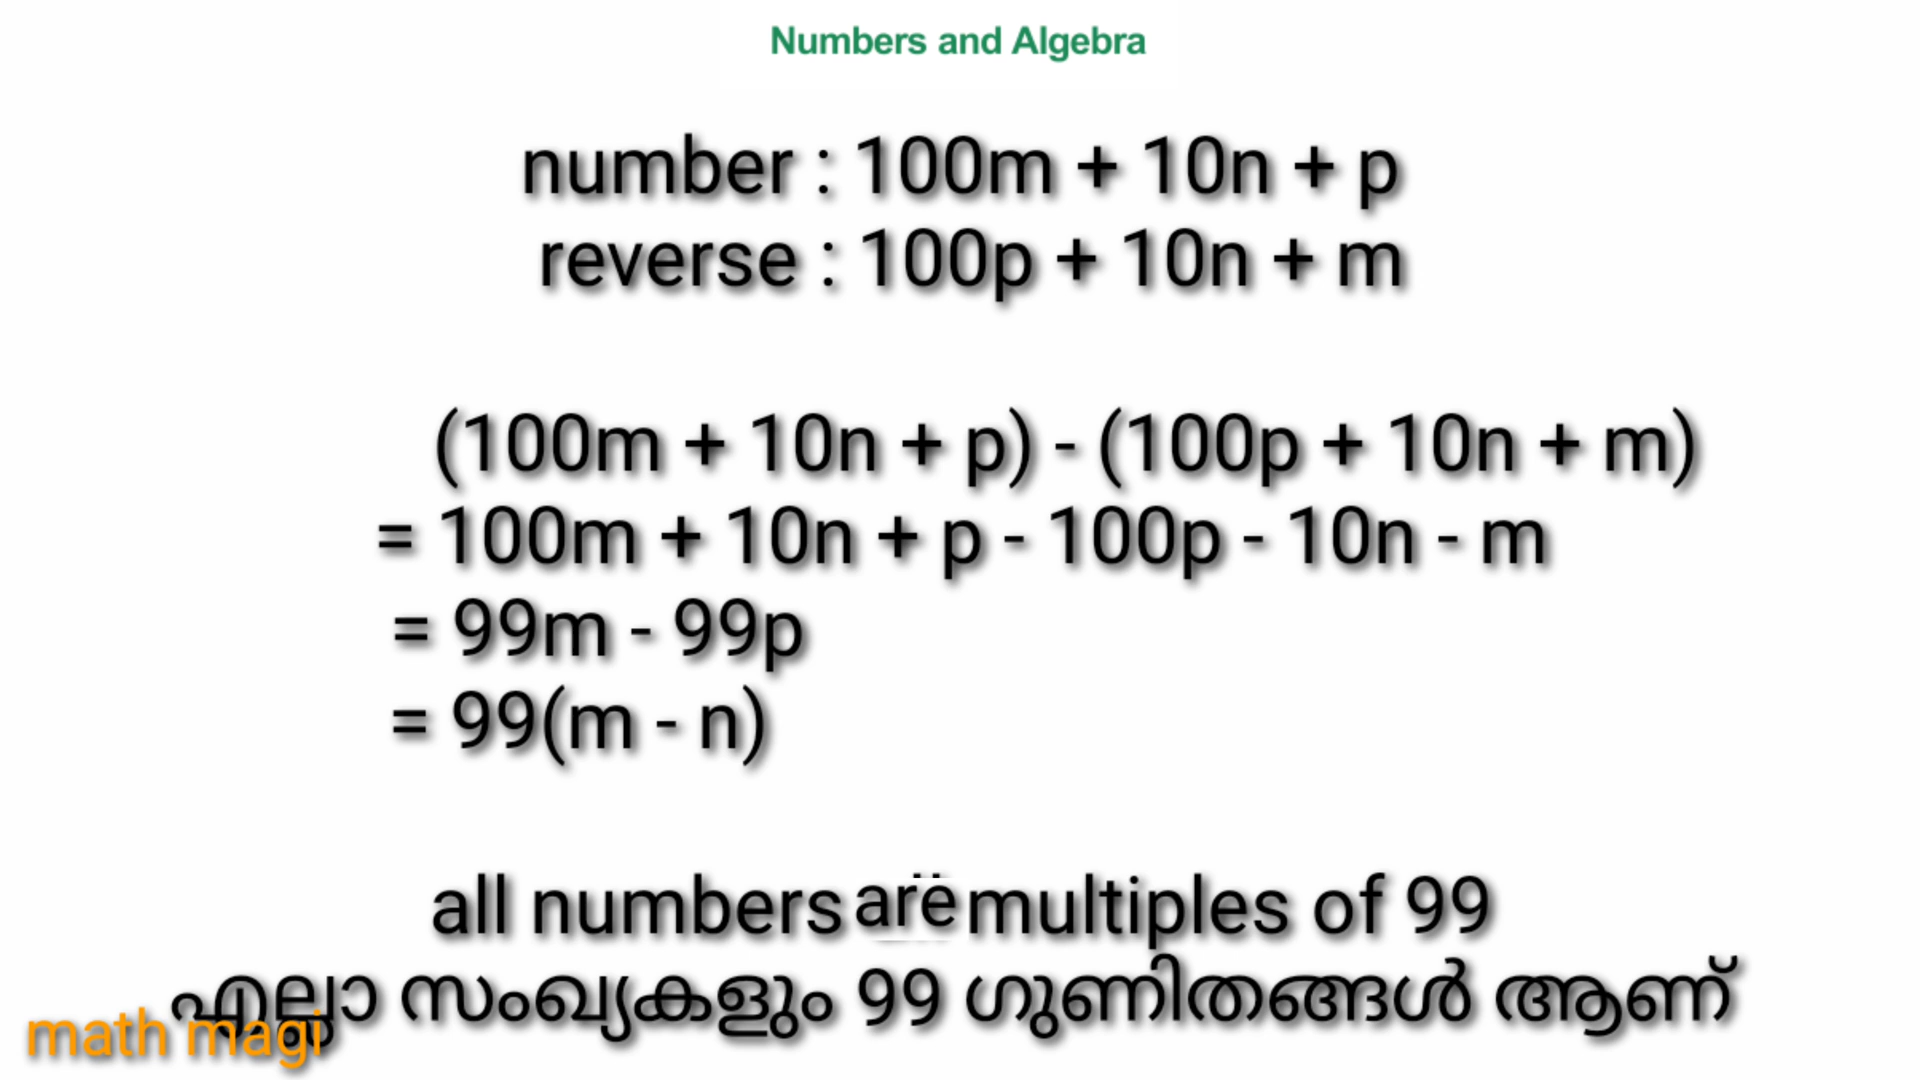 Numbers and Algebra
number : 100m + 10n + p
reverse : 100p + 10n + m
(100m + 10n + p) - (100p + 10n + m)
= 100m + 10n + p - 100p - 10n - m
= 99m - 99p
= 99(m - n)
all numbers are multiples of 99
എല്ലാ സംഖ്യകളും 99 ഗുണിതങ്ങൾ ആണ്
math magi